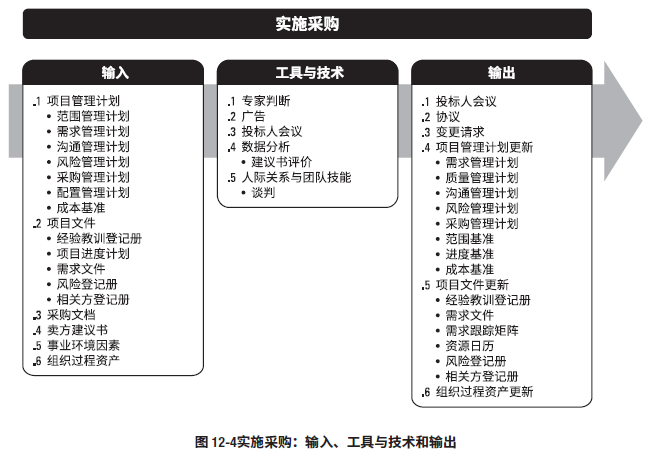 实施采购
输入
.1 项目管理计划
• 范围管理计划
• 需求管理计划
• 沟通管理计划
• 风险管理计划
• 采购管理计划
• 配置管理计划
• 成本基准
.2 项目文件
• 经验教训登记册
• 项目进度计划
• 需求文件
• 风险登记册
• 相关方登记册
.3 采购文档
.4 卖方建议书
.5 事业环境因素
.6 组织过程资产
工具与技术
.1 专家判断
.2 广告
.3 投标人会议
.4 数据分析
• 建议书评价
.5 人际关系与团队技能
• 谈判
输出
.1 投标人会议
.2 协议
.3 变更请求
.4 项目管理计划更新
• 需求管理计划
• 质量管理计划
• 沟通管理计划
• 风险管理计划
• 采购管理计划
• 范围基准
• 进度基准
• 成本基准
.5 项目文件更新
• 经验教训登记册
• 需求文件
• 需求跟踪矩阵
• 资源日历
• 风险登记册
• 相关方登记册
.6 组织过程资产更新
图 12-4实施采购：输入、工具与技术和输出